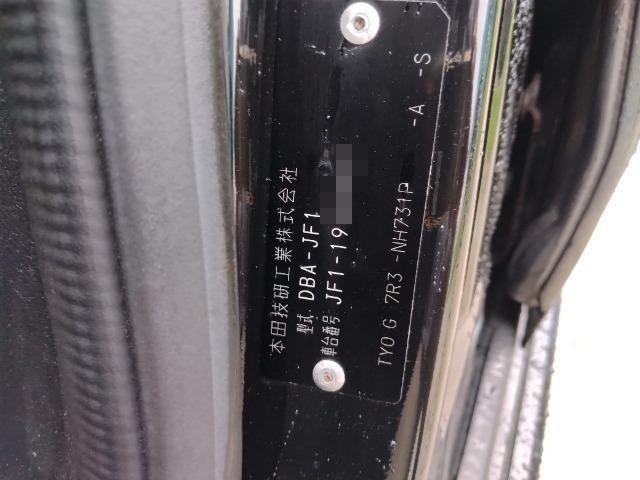 本田技研工業株式会社
型式 DBA-JF1
車台番号 JF1-19
TYO G 7R3 -NH731P -A -S